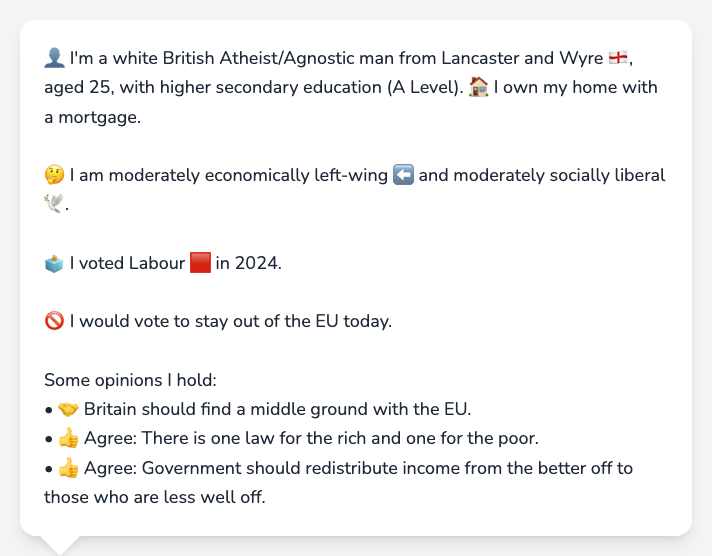 👤 I'm a white British Atheist/Agnostic man from Lancaster and Wyre 🏴󠁧󠁢󠁥󠁮󠁧󠁿,
aged 25, with higher secondary education (A Level). 🏠 I own my home with
a mortgage.
🤔 I am moderately economically left-wing ⬅️ and moderately socially liberal
🕊️.
🗳️ I voted Labour 🟥 in 2024.
🚫 I would vote to stay out of the EU today.
Some opinions I hold:
• 🤝 Britain should find a middle ground with the EU.
• 👍 Agree: There is one law for the rich and one for the poor.
• 👍 Agree: Government should redistribute income from the better off to
those who are less well off.